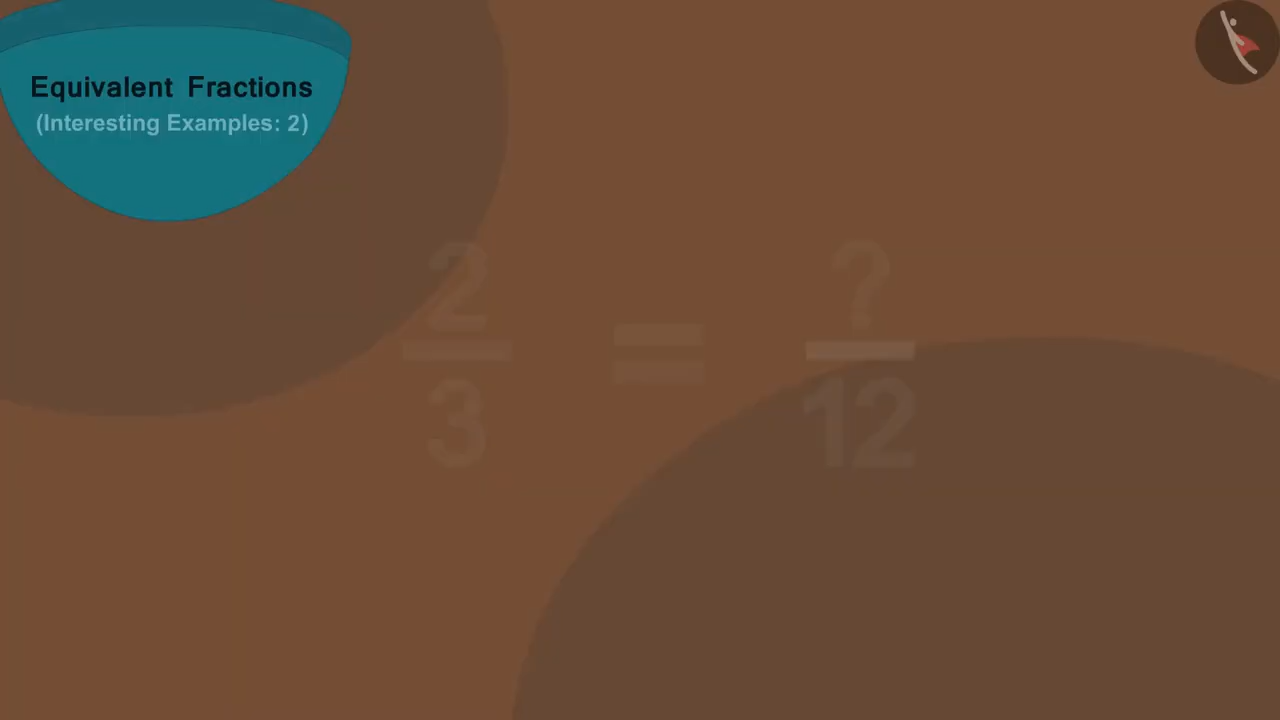 Equivalent Fractions
(Interesting Examples: 2)
2 = ?
3 12